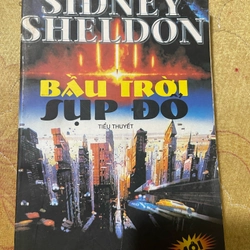 SIDNEY
SHELDON
BẦU TRỜI
SỤP ĐỔ
TIỂU THUYẾT